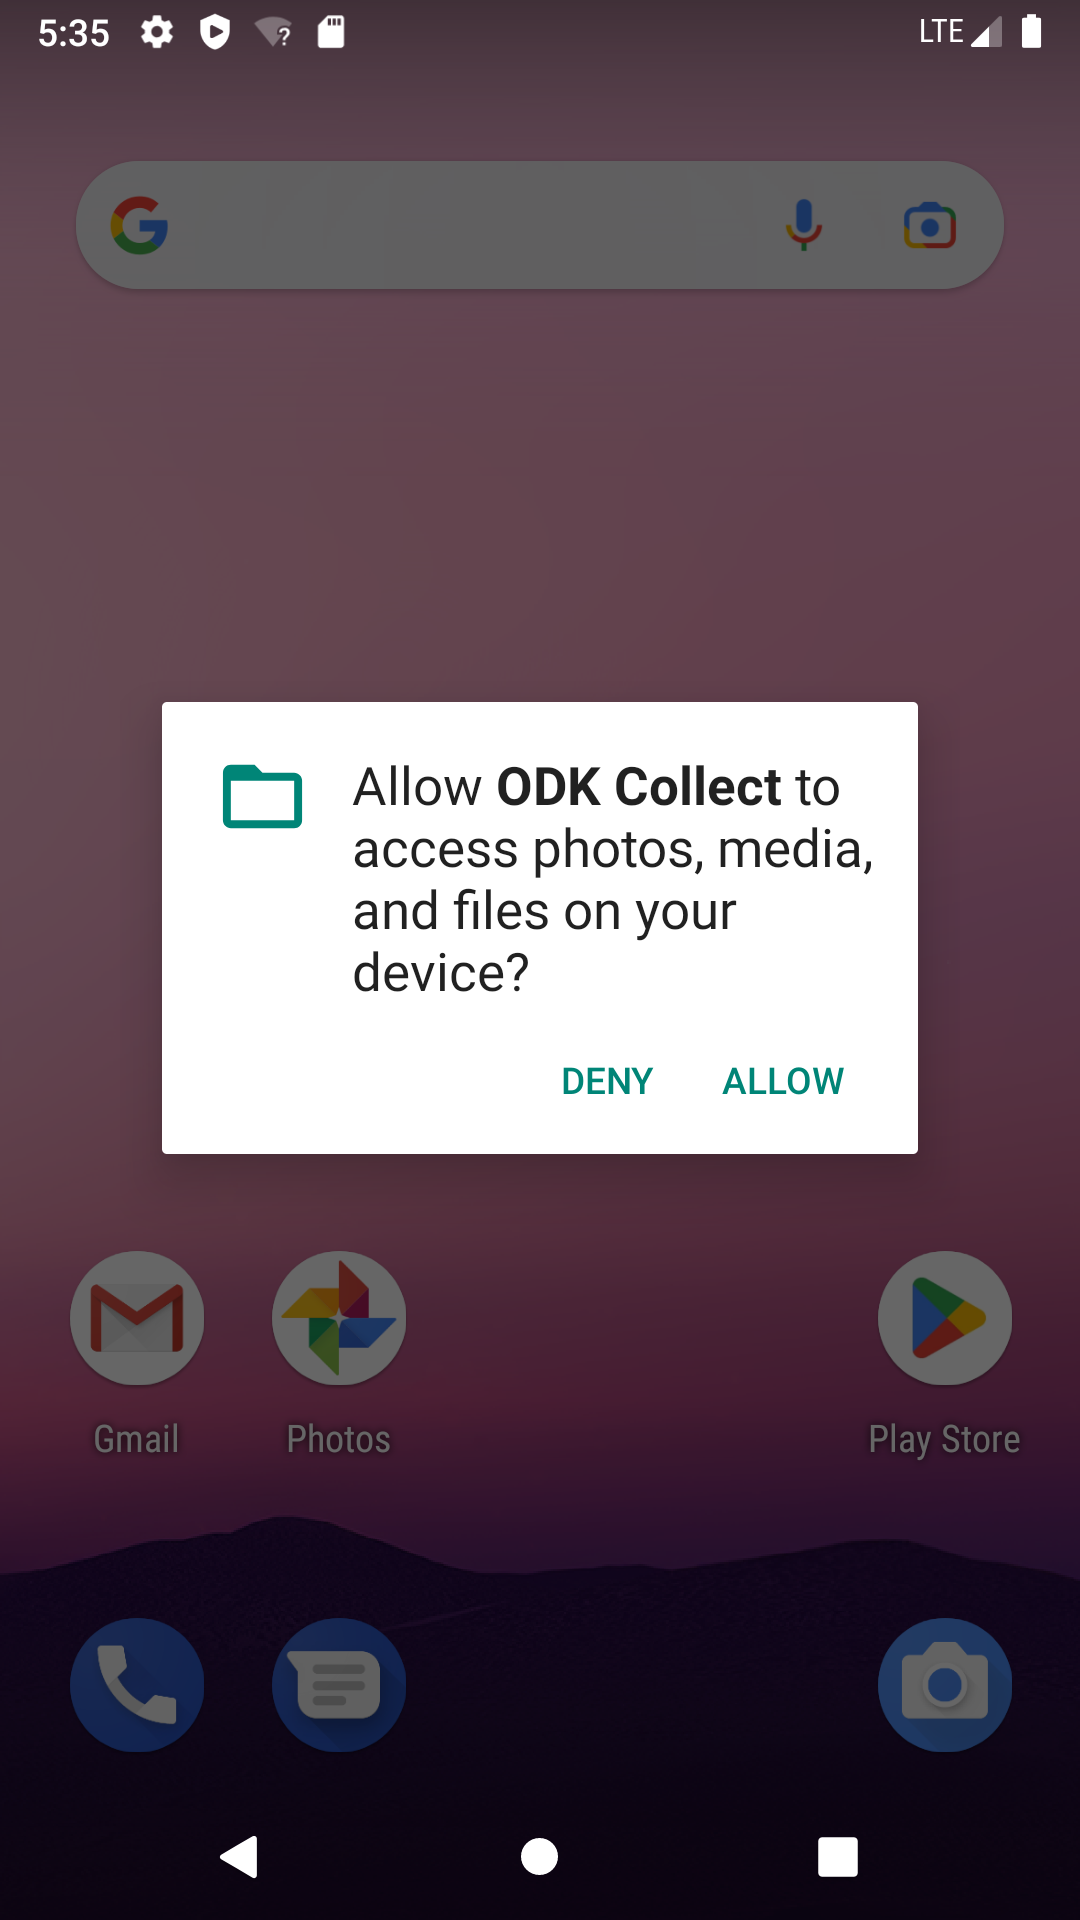 5:35
LTE
Allow ODK Collect to
access photos, media,
and files on your
device?
DENY ALLOW
Gmail Photos Play Store